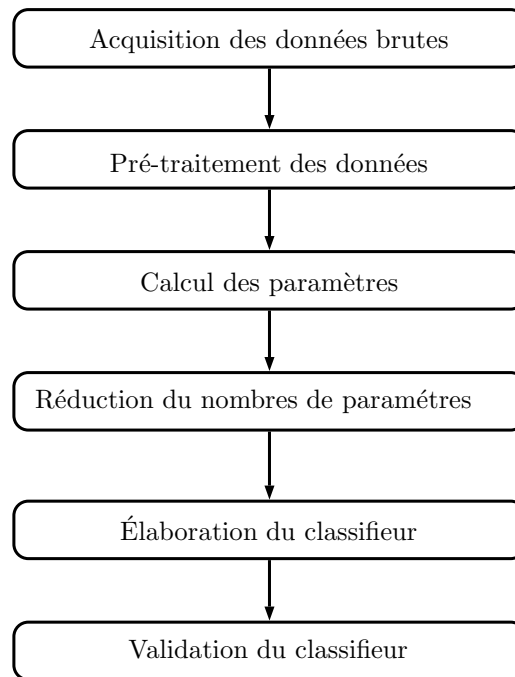 Acquisition des données brutes
Pré-traitement des données
Calcul des paramètres
Réduction du nombres de paramétres
Élaboration du classifieur
Validation du classifieur